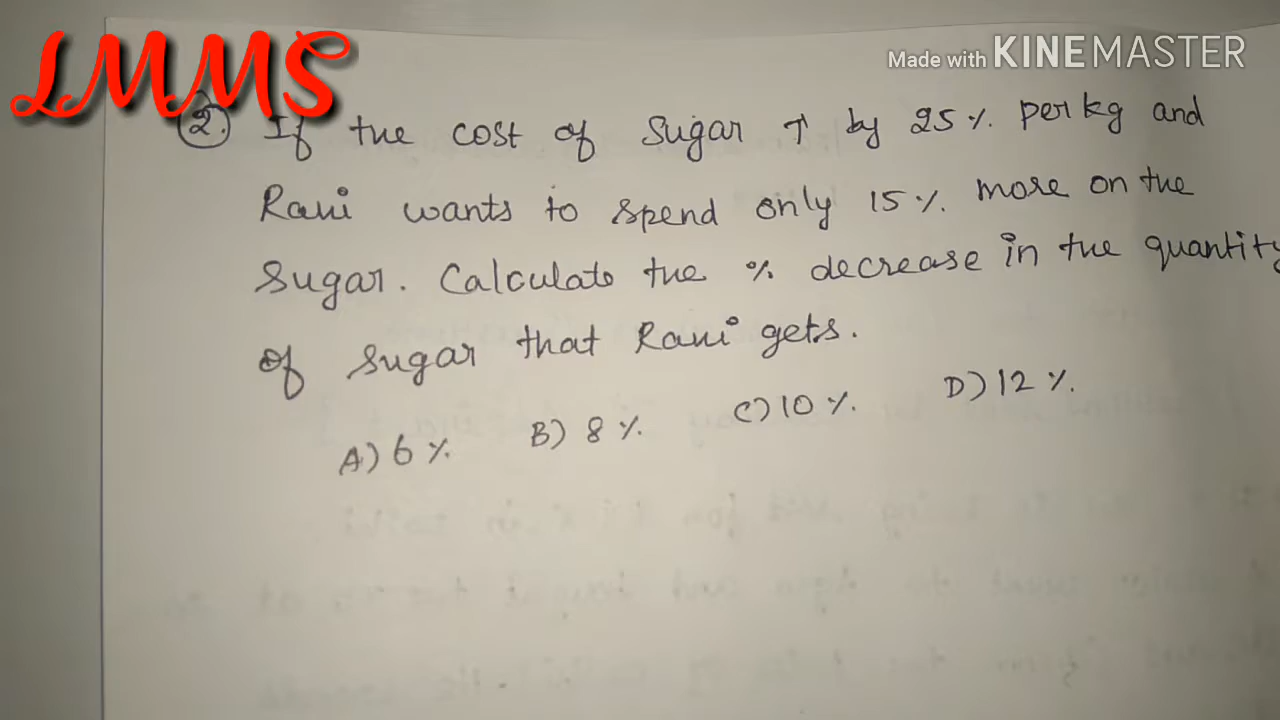 LMMS
Made with KINEMASTER
2. If the cost of Sugar ↑ by 25 %. per kg and
Rani wants to spend only 15 %. more on the
Sugar. Calculate the % decrease in the quantity
of sugar that Rani gets.
A) 6 %. B) 8 %. C) 10 %. D) 12 %.